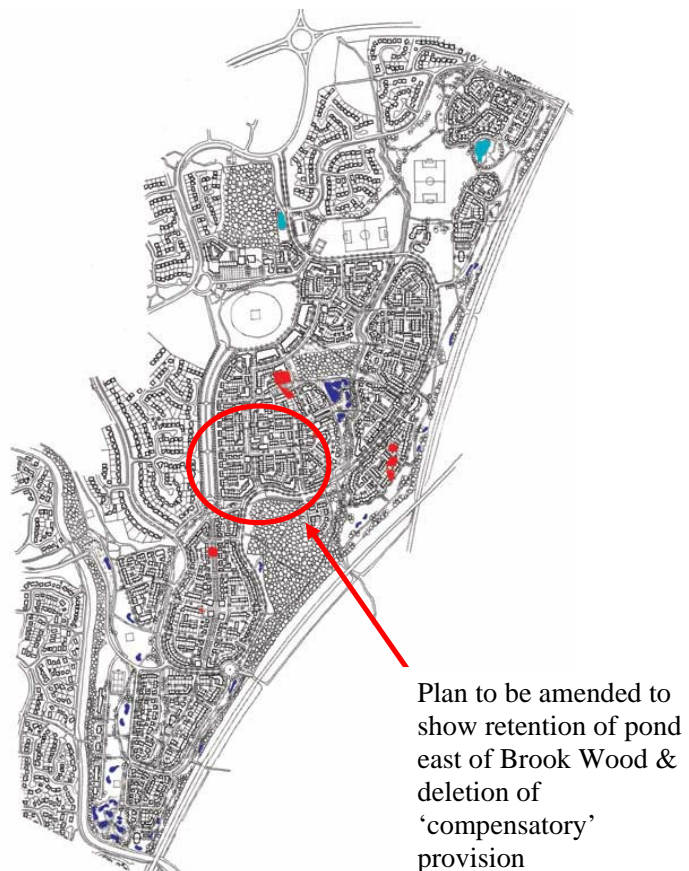 Plan to be amended to
show retention of pond
east of Brook Wood &
deletion of
‘compensatory’
provision